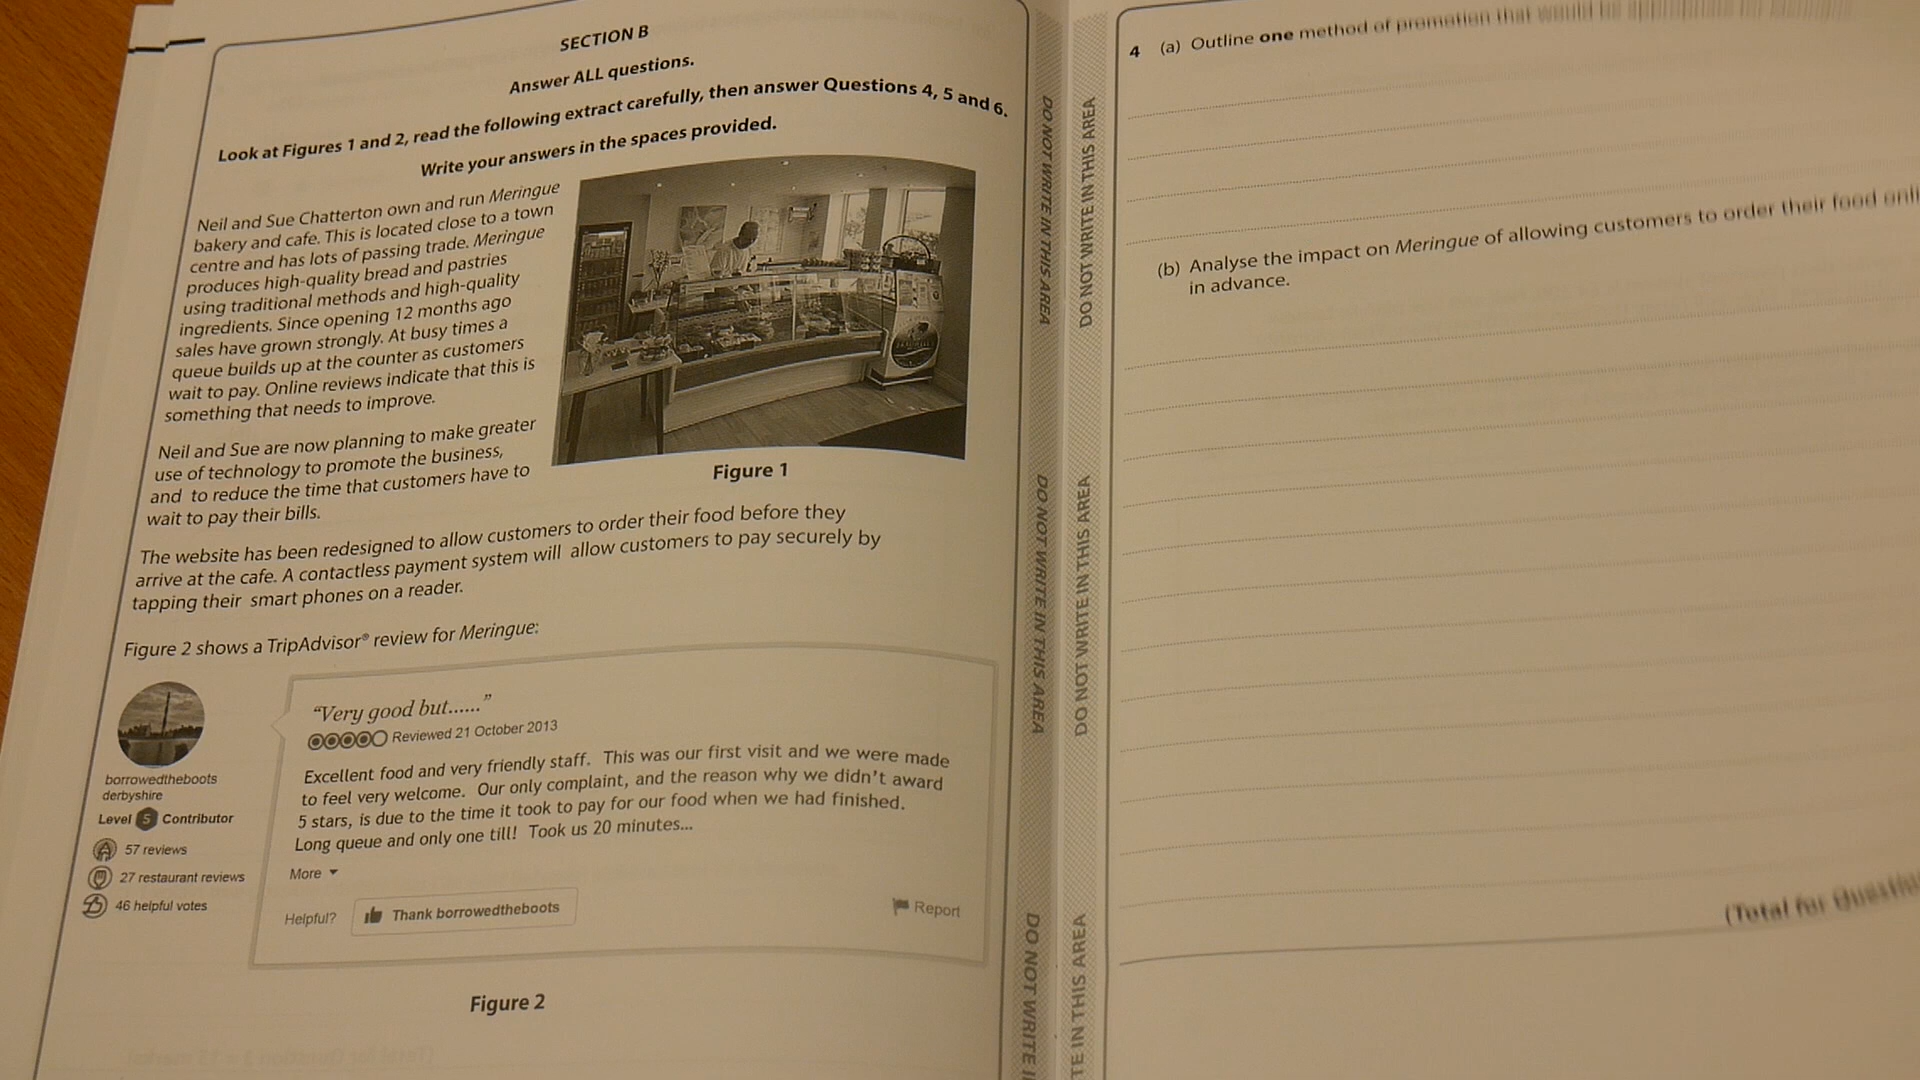 SECTION B
Answer ALL questions.
Look at Figures 1 and 2, read the following extract carefully, then answer Questions 4, 5 and 6.
Write your answers in the spaces provided.
Neil and Sue Chatterton own and run Meringue
bakery and cafe. This is located close to a town
centre and has lots of passing trade. Meringue
produces high-quality bread and pastries
using traditional methods and high-quality
ingredients. Since opening 12 months ago
sales have grown strongly. At busy times a
queue builds up at the counter as customers
wait to pay. Online reviews indicate that this is
something that needs to improve.
Neil and Sue are now planning to make greater
use of technology to promote the business,
and to reduce the time that customers have to
wait to pay their bills.
Figure 1
The website has been redesigned to allow customers to order their food before they
arrive at the cafe. A contactless payment system will allow customers to pay securely by
tapping their smart phones on a reader.
Figure 2 shows a TripAdvisor® review for Meringue:
borrowedtheboots
derbyshire
Level 5 Contributor
57 reviews
27 restaurant reviews
46 helpful votes
“Very good but......”
Reviewed 21 October 2013
Excellent food and very friendly staff. This was our first visit and we were made
to feel very welcome. Our only complaint, and the reason why we didn't award
5 stars, is due to the time it took to pay for our food when we had finished.
Long queue and only one till! Took us 20 minutes...
More
Helpful?
Thank borrowedtheboots
Report
Figure 2
DO NOT WRITE IN THIS AREA
DO NOT WRITE IN THIS AREA
DO NOT WRITE I
DO NOT WRITE IN THIS AREA
DO NOT WRITE IN THIS AREA
TE IN THIS AREA
4 (a) Outline one method of promotion that would be appropriate for
(b) Analyse the impact on Meringue of allowing customers to order their food onli
in advance.
(Total for Question